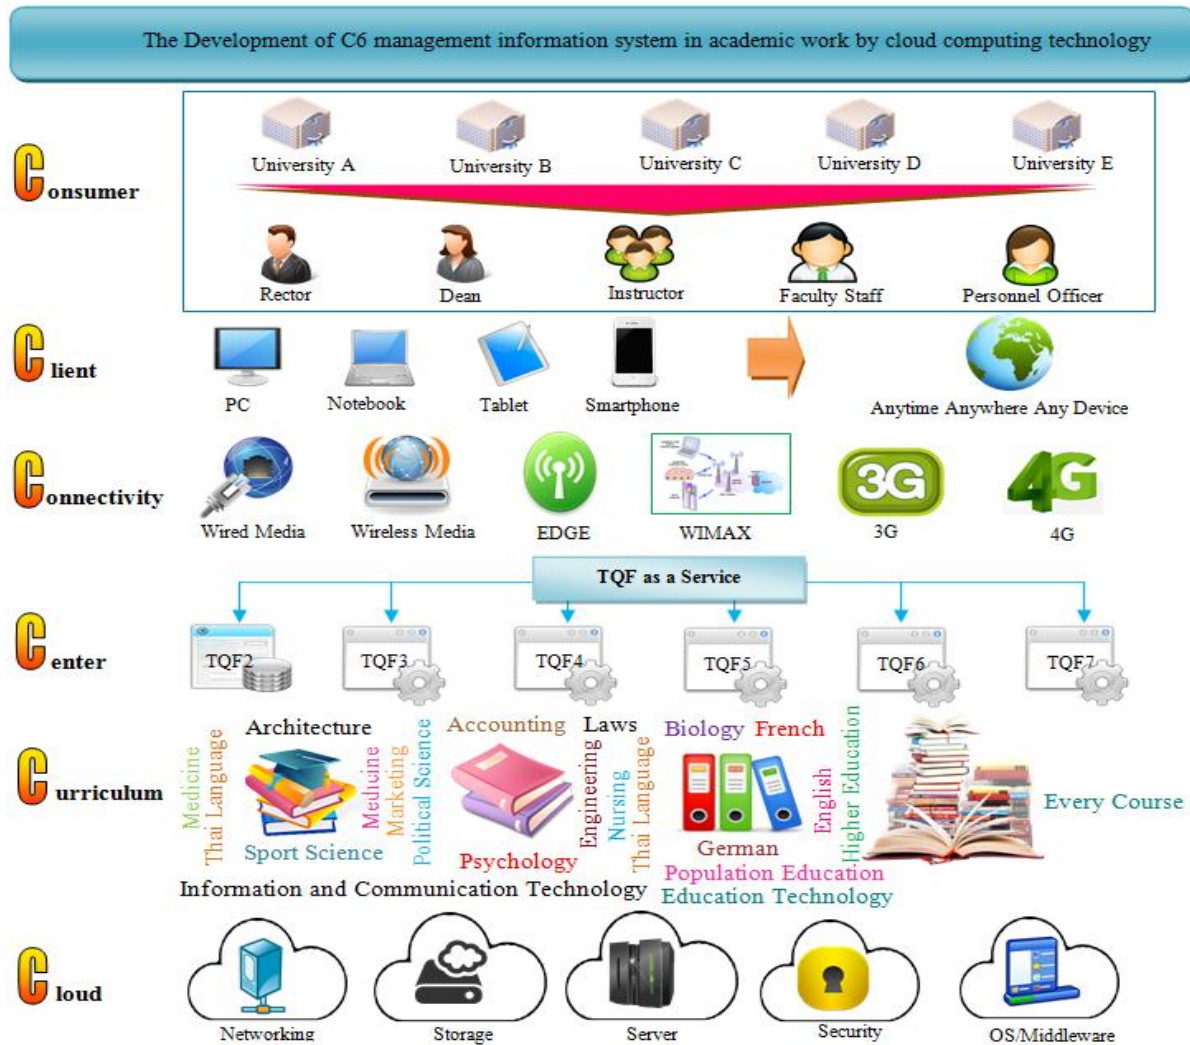 The Development of C6 management information system in academic work by cloud computing technology
University A
University B
University C
University D
University E
Consumer
Rector
Dean
Instructor
Faculty Staff
Personnel Officer
Client
PC
Notebook
Tablet
Smartphone
Anytime Anywhere Any Device
Connectivity
Wired Media
Wireless Media
EDGE
WIMAX
3G
3G
4G
4G
TQF as a Service
Center
TQF2
TQF3
TQF4
TQF5
TQF6
TQF7
Curriculum
Medicine
Thai Language
Architecture
Sport Science
Medicine
Marketing
Political Science
Accounting
Psychology
Laws
Engineering
Nursing
Thai Language
Biology
French
German
English
Higher Education
Every Course
Information and Communication Technology
Population Education
Education Technology
Cloud
Networking
Storage
Server
Security
OS/Middleware